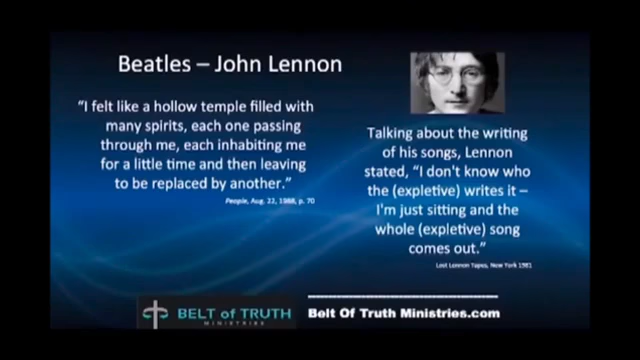 Beatles – John Lennon
“I felt like a hollow temple filled with
many spirits, each one passing
through me, each inhabiting me
for a little time and then leaving
to be replaced by another.”
People, Aug. 22, 1988, p. 70
Talking about the writing
of his songs, Lennon
stated, “I don't know who
the (expletive) writes it –
I'm just sitting and the
whole (expletive) song
comes out.”
Lost Lennon Tapes, New York 1981
BELT of TRUTH
MINISTRIES
Belt Of Truth Ministries.com